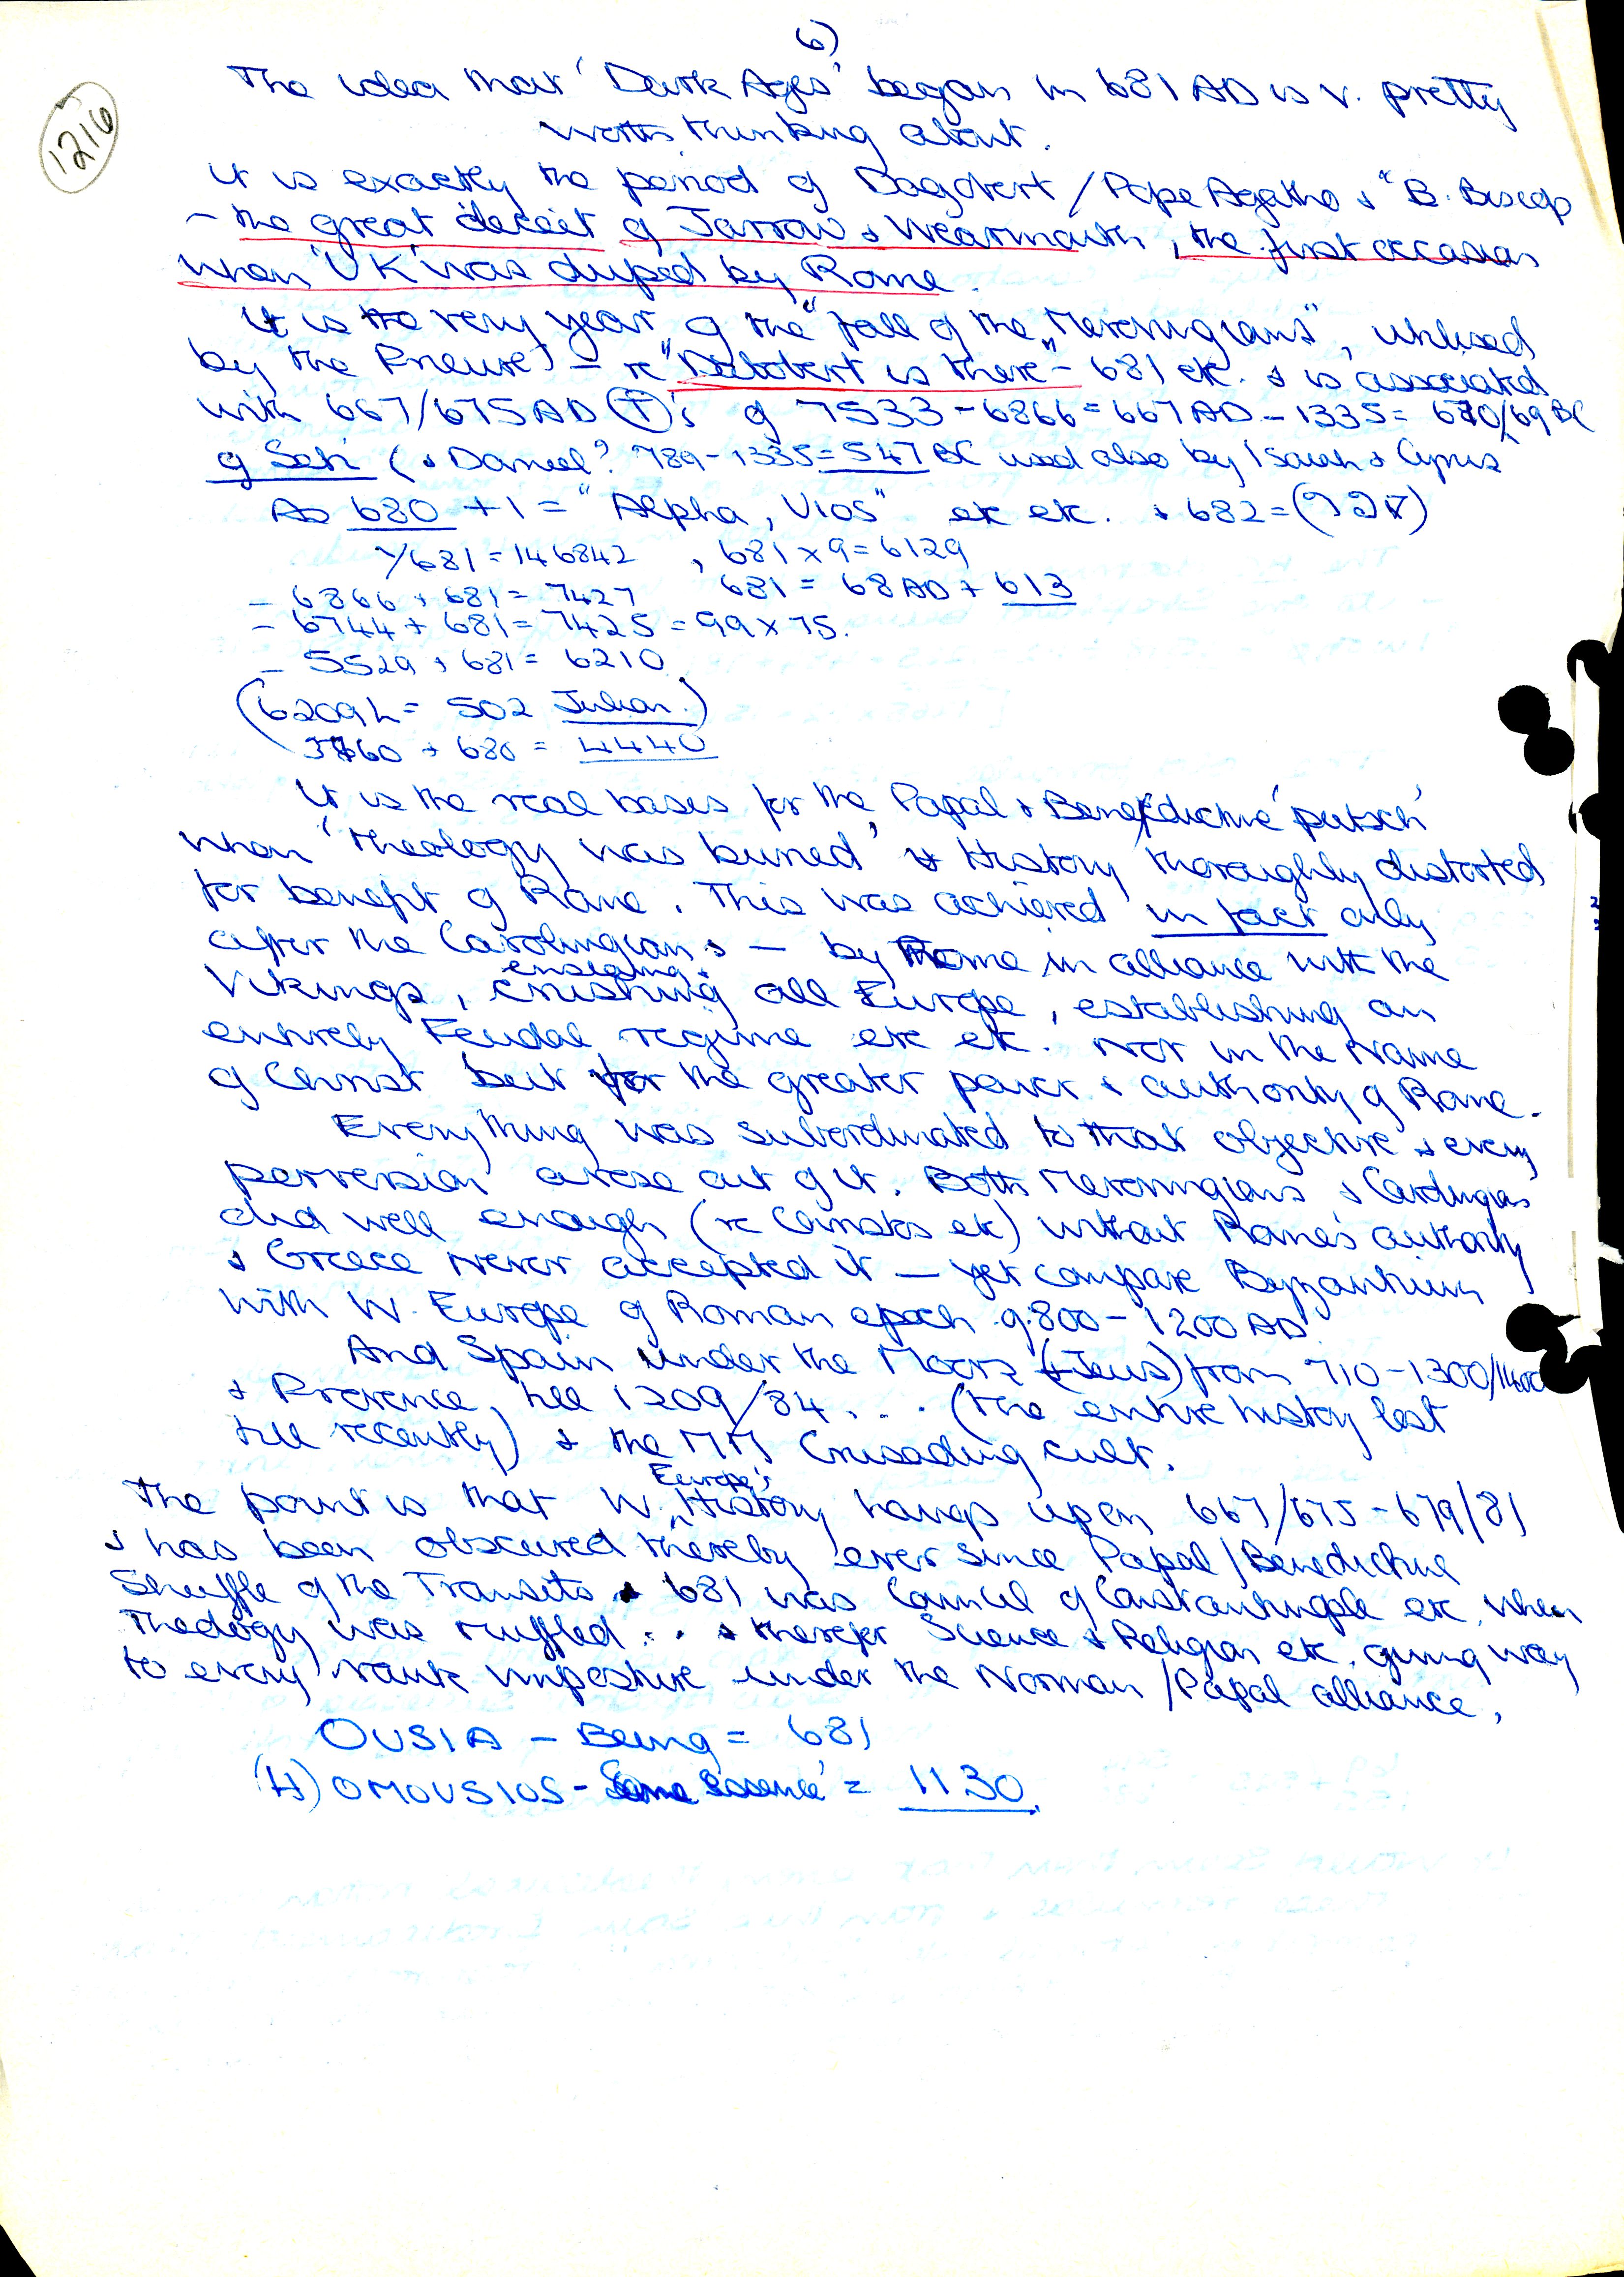 6)
1216
The idea that 'Dark Ages' began in 681 AD is v. pretty
worth thinking about.
It is exactly the period of Dagobert / Pope Agatho & "B. Biscop
– the great deceit of Jarrow & Wearmouth, the first occasion
when 'UK' was duped by Rome.
It is the very year of the "fall of the Merovingians", utilised
by the Prieure) – re "Dagobert is there" – 681 etc. & is associated
with 667/675 AD (T)'s of 7533 – 6866 = 667 AD – 1335 = 670/69 BC
of Seth (& Daniel? 789 – 1335 = 547 BC used also by Isaiah & Cyrus
As 680 + 1 = "Alpha, Vios" etc etc. & 682 =
1/681 = 146842 , 681 x 9 = 6129
– 6866 + 681 = 7427 681 = 68 AD + 613
– 6744 + 681 = 7425 = 99 x 75.
– 5529 + 681 = 6210
(6209 L = 502 Julian.)
3760 + 680 = 4440
It is the real bases for the Papal & Benedictine 'putsch'
when 'theology was buried' & History thoroughly distorted
for benefit of Rome. This was achieved in fact only
after the Carolingians – by Rome in alliance with the
Vikings, crushing all Europe, establishing an
entirely Feudal regime etc etc. Not in the Name
of Christ but for the greater power & authority of Rome.
Everything was subordinated to that objective & every
perversion arose out of it. Both Merovingians & Carolingians
did well enough (re Christos etc) without Rome's authority
& Greece never accepted it – yet compare Byzantium
with W. Europe of Roman epoch of 800 – 1200 AD.
And Spain under the Moors (+ Jews) from 710 – 1300/1400
& Provence, till 1209/84 . . . (the entire history lost
till recently) & the MM Crusading cult.
The point is that W. Europe's History hangs upon 667/675 – 679/81
& has been obscured thereby ever since Papal / Benedictine
Shuffle of the Transits & 681 was Council of Constantinople etc, when
Theology was muffled . . & therefor Science & Religion etc. giving way
to every rank imposture under the Norman / Papal alliance,
OUSIA – Being = 681
(H) OMOUSIOS – Same 'essence' = 1130.